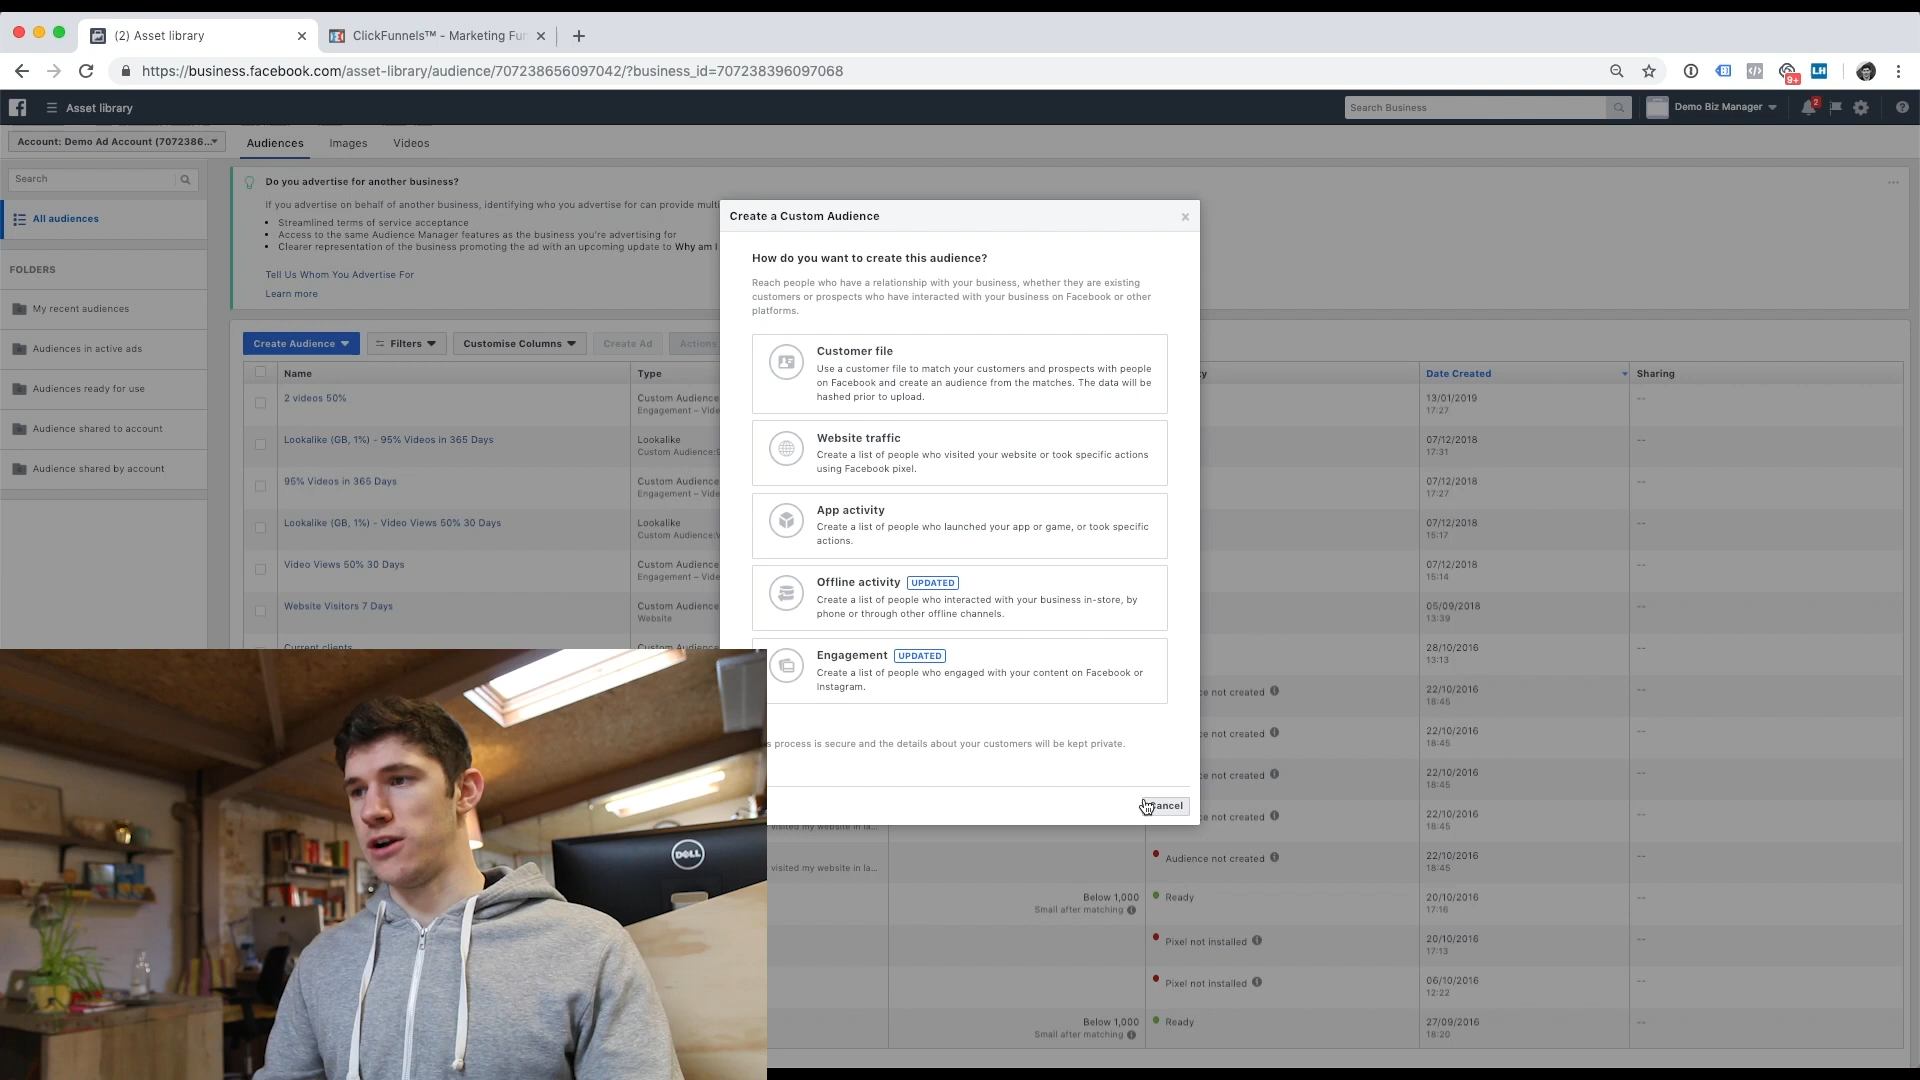 (2) Asset library
ClickFunnels™ - Marketing Fun
https://business.facebook.com/asset-library/audience/707238656097042/?business_id=707238396097068
9+
LH
Asset library
Search Business
Demo Biz Manager
2
Account: Demo Ad Account (7072386...
Audiences
Images
Videos
Search
All audiences
FOLDERS
My recent audiences
Audiences in active ads
Audiences ready for use
Audience shared to account
Audience shared by account
Do you advertise for another business?
If you advertise on behalf of another business, identifying who you advertise for can provide
Streamlined terms of service acceptance
Access to the same Audience Manager features as the business you're advertising for
Clearer representation of the business promoting the ad with an upcoming update to Why am I
Tell Us Whom You Advertise For
Learn more
Create Audience
Filters
Customise Columns
Create Ad
Actions
Name
Type
Date Created
Sharing
2 videos 50%
Custom Audience
Engagement – Vide
13/01/2019
17:27
--
Lookalike (GB, 1%) - 95% Videos in 365 Days
Lookalike
Custom Audience:9
07/12/2018
17:31
--
95% Videos in 365 Days
Custom Audience
Engagement – Vide
07/12/2018
17:27
--
Lookalike (GB, 1%) - Video Views 50% 30 Days
Lookalike
Custom Audience:V
07/12/2018
15:17
--
Video Views 50% 30 Days
Custom Audience
Engagement – Vide
07/12/2018
15:14
--
Website Visitors 7 Days
Custom Audience
Website
05/09/2018
13:39
--
Current clients
Custom Audience
28/10/2016
13:13
--
ce not created
22/10/2016
18:45
--
ce not created
22/10/2016
18:45
--
ce not created
22/10/2016
18:45
--
ce not created
22/10/2016
18:45
--
visited my website in la...
Audience not created
22/10/2016
18:45
--
visited my website in la...
Below 1,000
Small after matching
Ready
20/10/2016
17:16
--
Pixel not installed
20/10/2016
17:13
--
Pixel not installed
06/10/2016
12:22
--
Below 1,000
Small after matching
Ready
27/09/2016
18:20
--
Create a Custom Audience
How do you want to create this audience?
Reach people who have a relationship with your business, whether they are existing
customers or prospects who have interacted with your business on Facebook or other
platforms.
Customer file
Use a customer file to match your customers and prospects with people
on Facebook and create an audience from the matches. The data will be
hashed prior to upload.
Website traffic
Create a list of people who visited your website or took specific actions
using Facebook pixel.
App activity
Create a list of people who launched your app or game, or took specific
actions.
Offline activity UPDATED
Create a list of people who interacted with your business in-store, by
phone or through other offline channels.
Engagement UPDATED
Create a list of people who engaged with your content on Facebook or
Instagram.
s process is secure and the details about your customers will be kept private.
Cancel
DELL